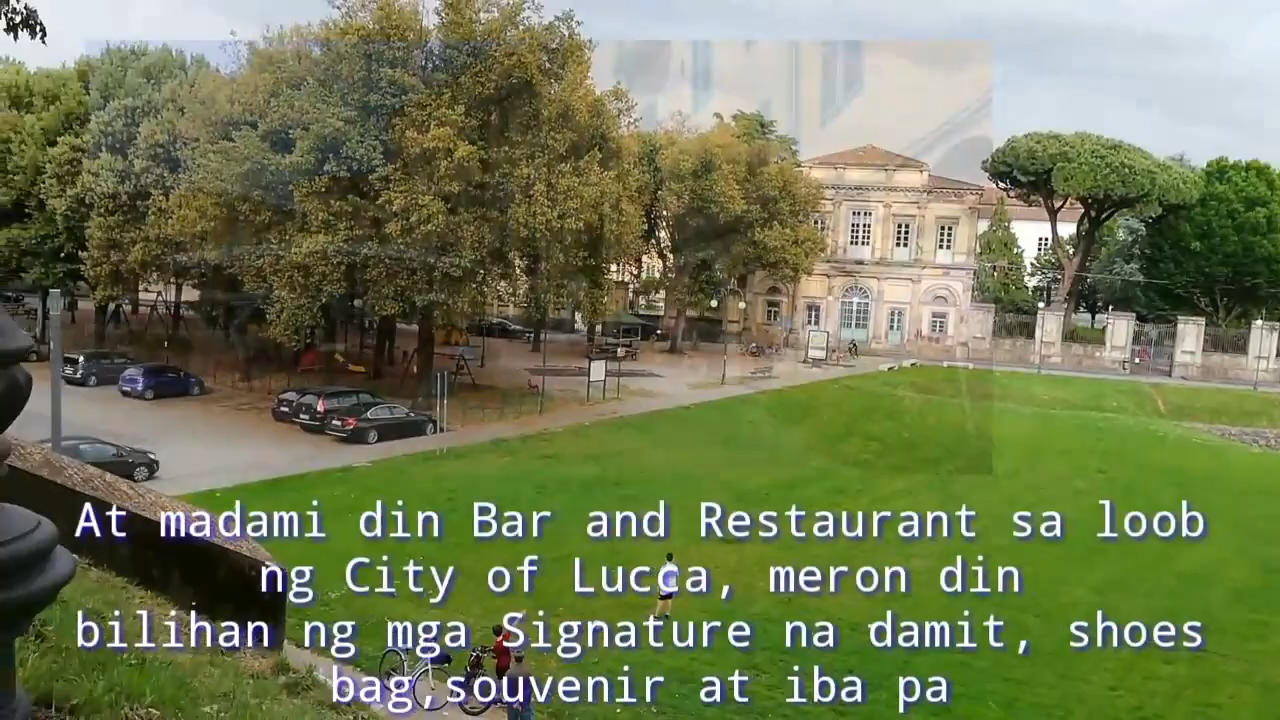 At madami din Bar and Restaurant sa loob
ng City of Lucca, meron din
bilihan ng mga Signature na damit, shoes
bag,souvenir at iba pa